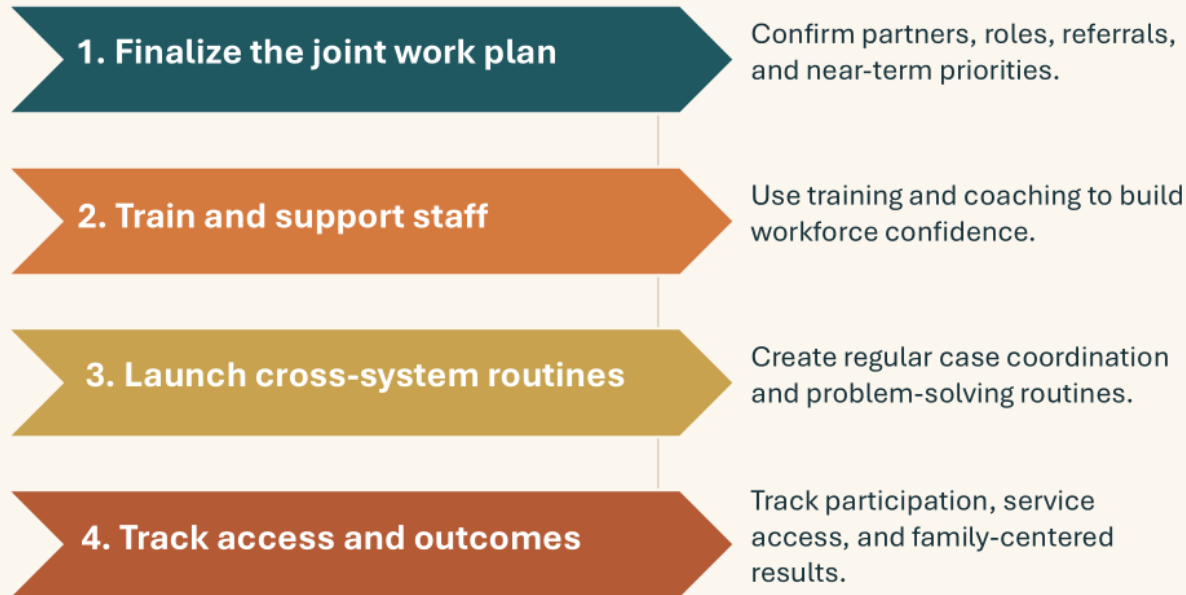 1. Finalize the joint work plan
Confirm partners, roles, referrals,
and near-term priorities.
2. Train and support staff
Use training and coaching to build
workforce confidence.
3. Launch cross-system routines
Create regular case coordination
and problem-solving routines.
4. Track access and outcomes
Track participation, service
access, and family-centered
results.